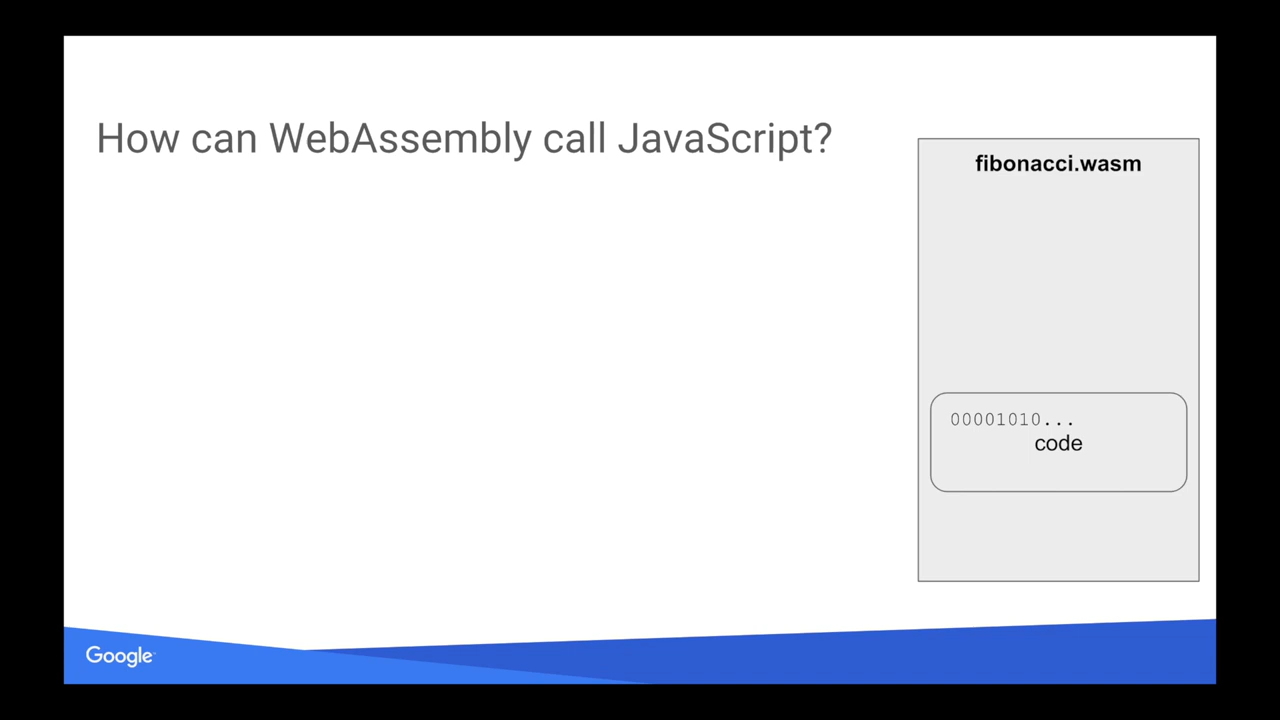 How can WebAssembly call JavaScript?
fibonacci.wasm
00001010...
code
Google